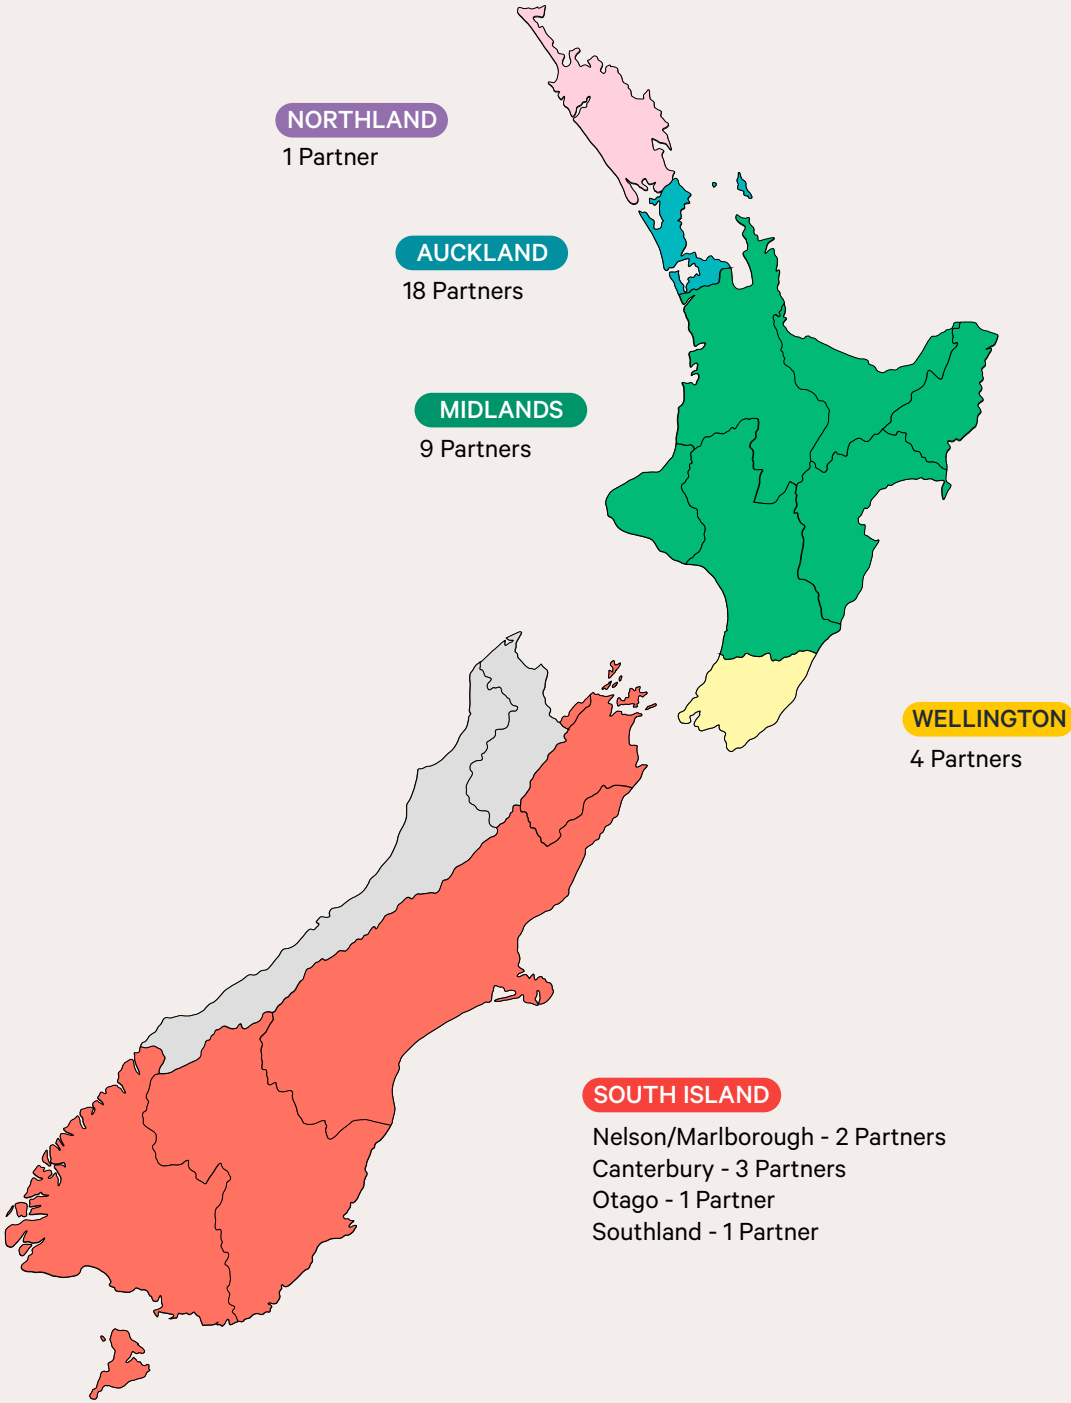 NORTHLAND
1 Partner
AUCKLAND
18 Partners
MIDLANDS
9 Partners
WELLINGTON
4 Partners
SOUTH ISLAND
Nelson/Marlborough - 2 Partners
Canterbury - 3 Partners
Otago - 1 Partner
Southland - 1 Partner